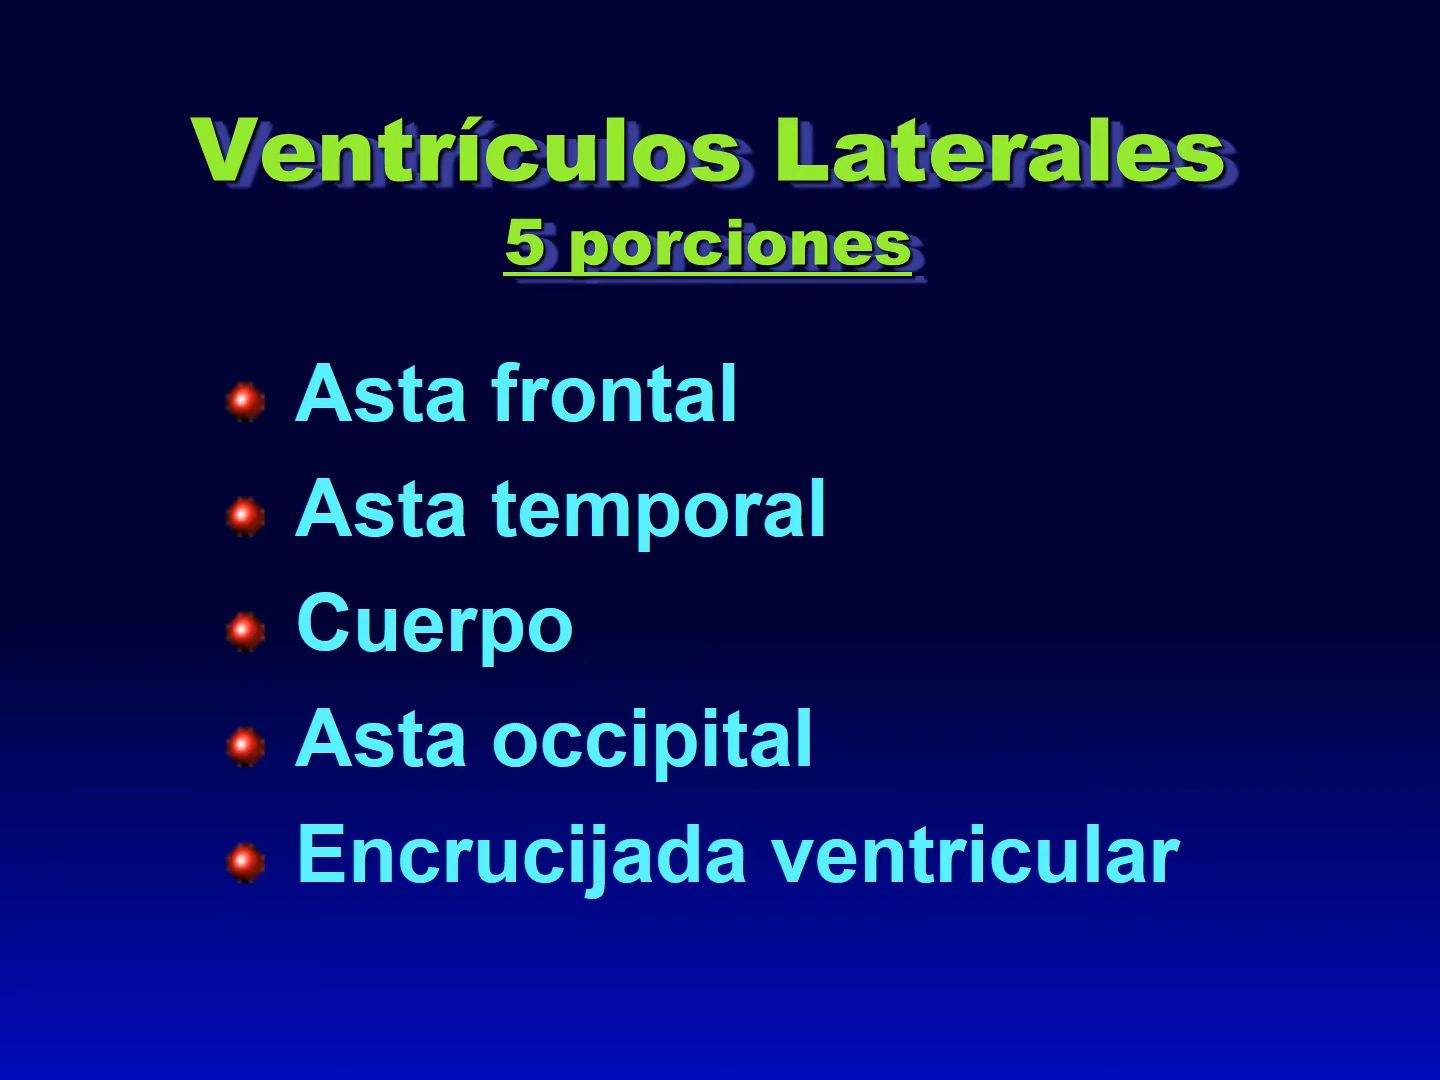 Ventrículos Laterales
5 porciones
Asta frontal
Asta temporal
Cuerpo
Asta occipital
Encrucijada ventricular